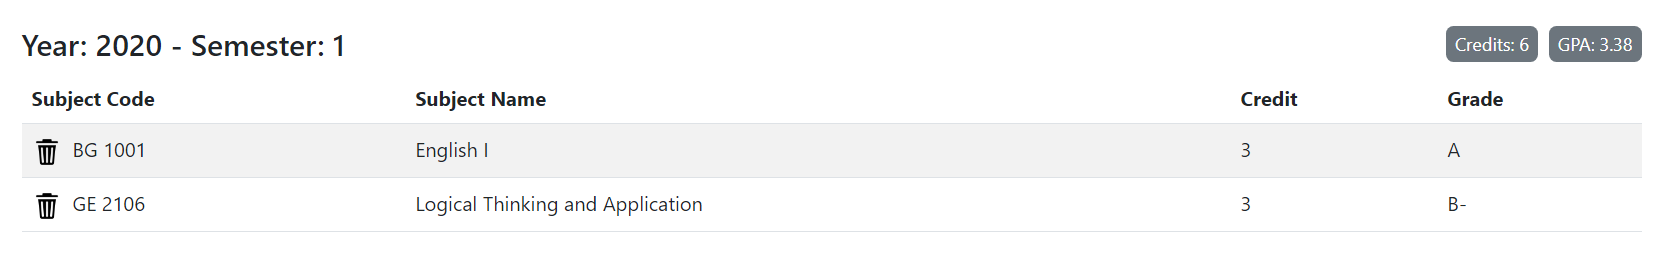 Year: 2020 - Semester: 1 Credits: 6 GPA: 3.38
Subject Code Subject Name Credit Grade
BG 1001 English I 3 A
GE 2106 Logical Thinking and Application 3 B-